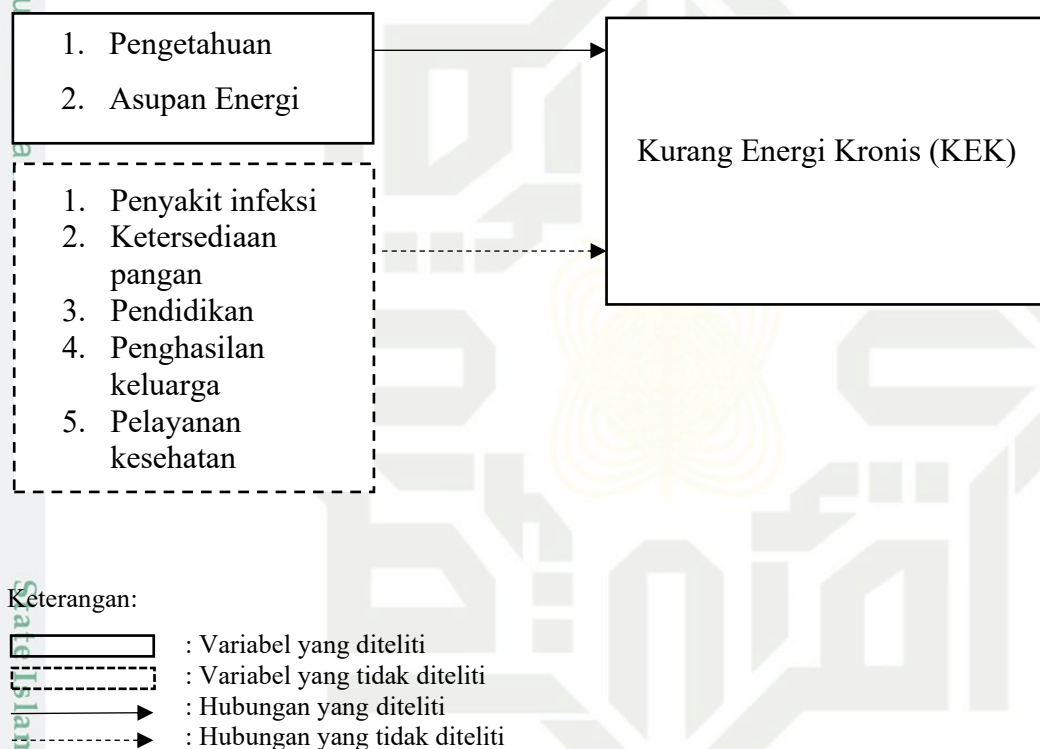 1. Pengetahuan
2. Asupan Energi
Kurang Energi Kronis (KEK)
1. Penyakit infeksi
2. Ketersediaan
pangan
3. Pendidikan
4. Penghasilan
keluarga
5. Pelayanan
kesehatan
Keterangan:
: Variabel yang diteliti
: Variabel yang tidak diteliti
: Hubungan yang diteliti
: Hubungan yang tidak diteliti